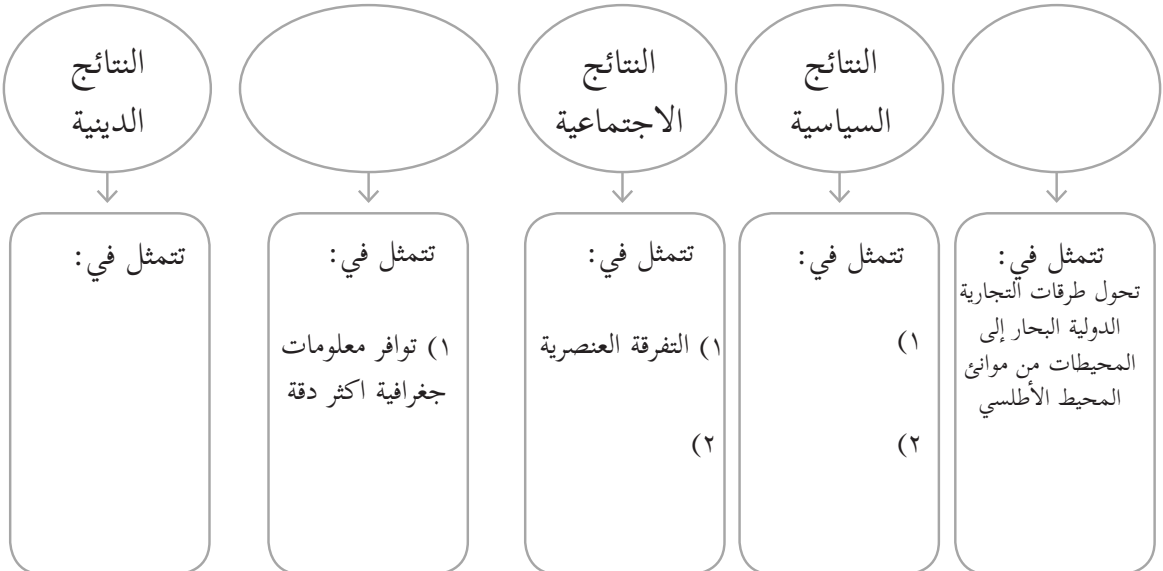 النتائج
السياسية
النتائج
الاجتماعية
النتائج
الدينية
تتمثل في:
تحول طرقات التجارية
الدولية البحار إلى
المحيطات من موانئ
المحيط الأطلسي
تتمثل في:
١)
٢)
تتمثل في:
١) التفرقة العنصرية
٢)
تتمثل في:
١) توافر معلومات
جغرافية اكثر دقة
تتمثل في: